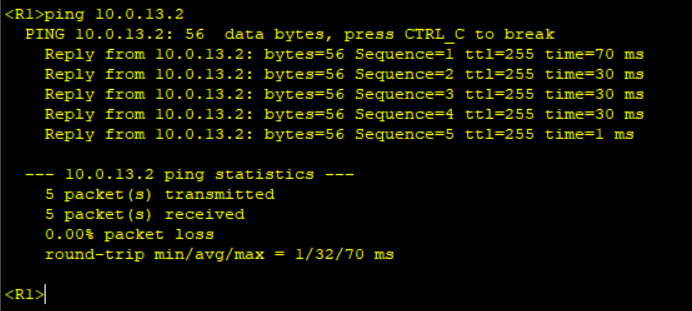 <R1>ping 10.0.13.2
PING 10.0.13.2: 56 data bytes, press CTRL_C to break
Reply from 10.0.13.2: bytes=56 Sequence=1 ttl=255 time=70 ms
Reply from 10.0.13.2: bytes=56 Sequence=2 ttl=255 time=30 ms
Reply from 10.0.13.2: bytes=56 Sequence=3 ttl=255 time=30 ms
Reply from 10.0.13.2: bytes=56 Sequence=4 ttl=255 time=30 ms
Reply from 10.0.13.2: bytes=56 Sequence=5 ttl=255 time=1 ms
--- 10.0.13.2 ping statistics ---
5 packet(s) transmitted
5 packet(s) received
0.00% packet loss
round-trip min/avg/max = 1/32/70 ms
<R1>